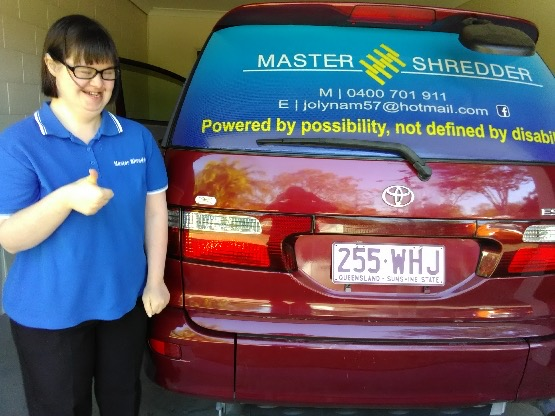 MASTER SHREDDER
M | 0400 701 911
E | jolynam57@hotmail.com f
Powered by possibility, not defined by disabi
Master Shredder
255·WHJ
QUEENSLAND - SUNSHINE STATE